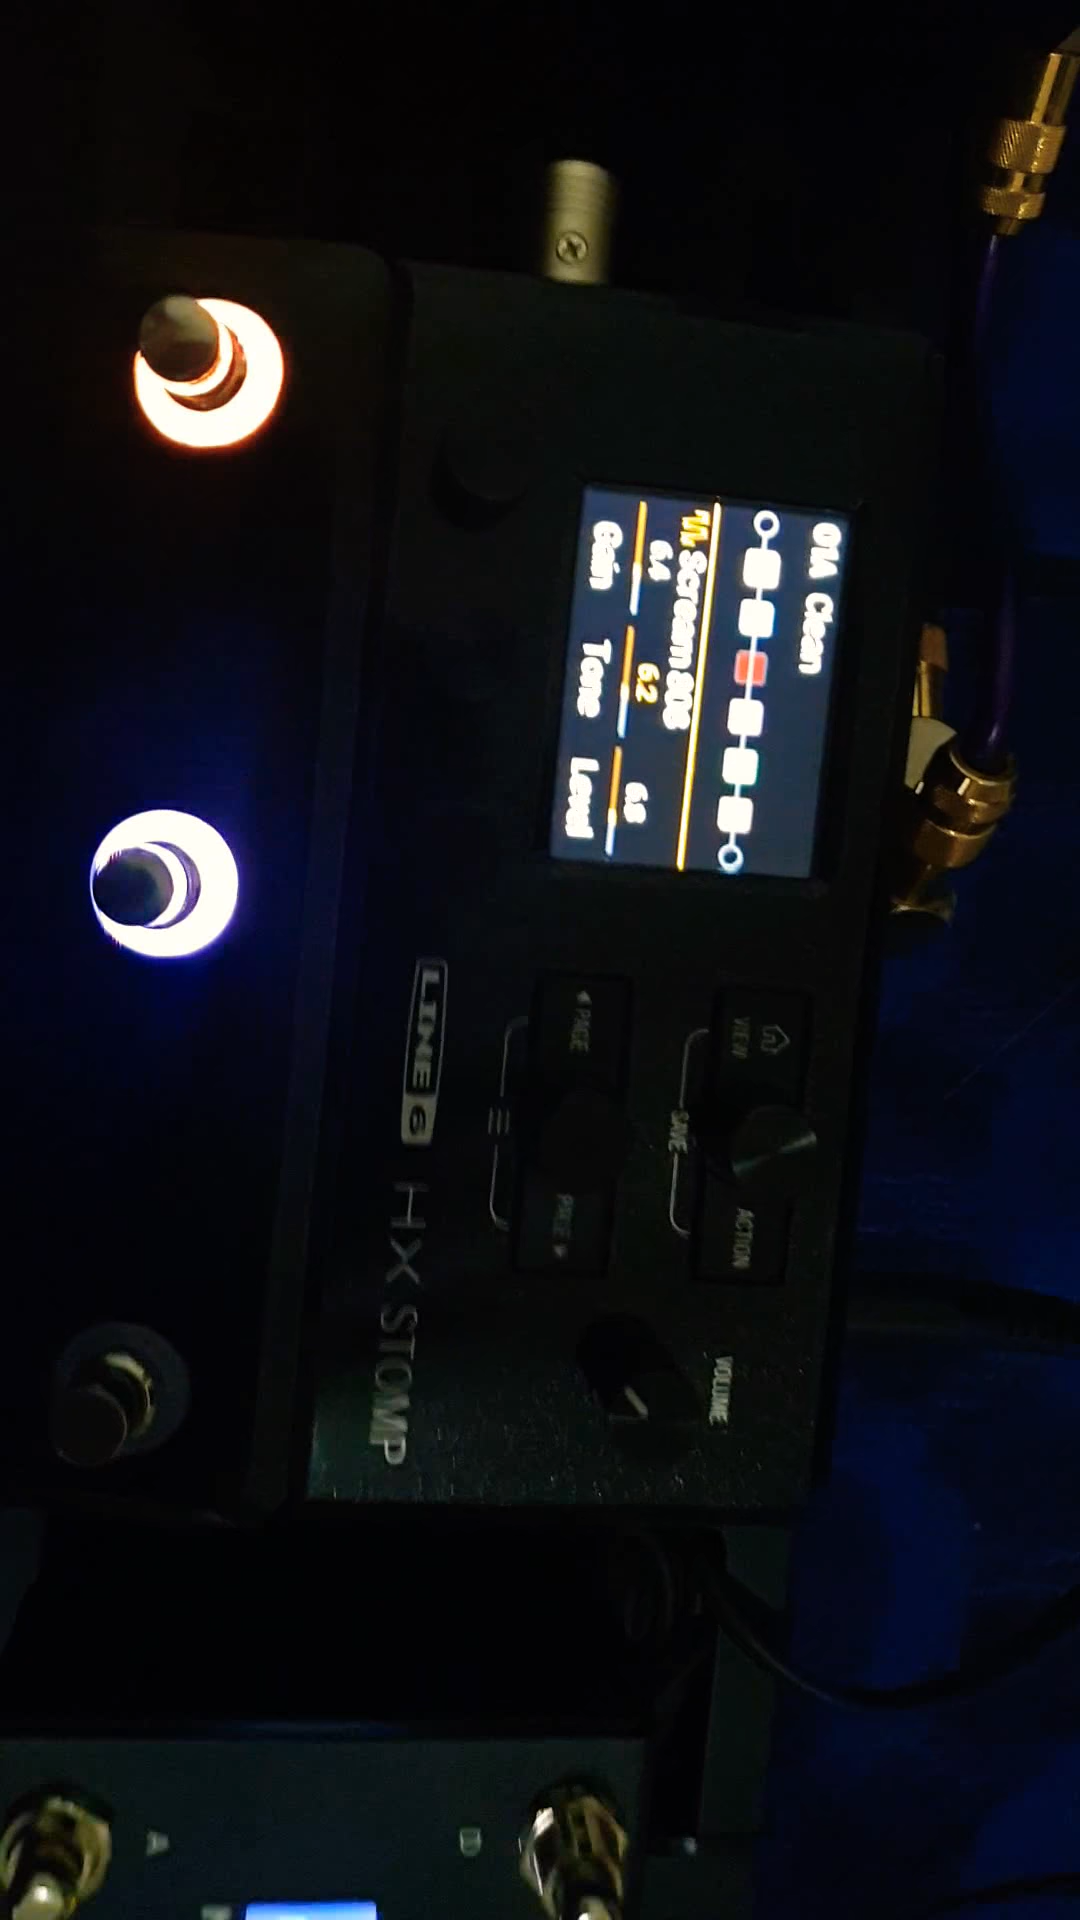 01A Clean
Scream 808
6.4 6.2 6.8
Gain Tone Level
VIEW ACTION
SAVE
◀ PAGE PAGE ▶
VOLUME
LINE 6 HX STOMP
D
A